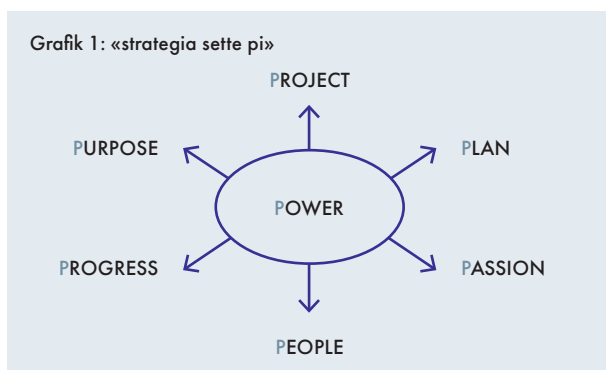 Grafik 1: «strategia sette pi»
PROJECT
PURPOSE
PLAN
POWER
PROGRESS
PASSION
PEOPLE